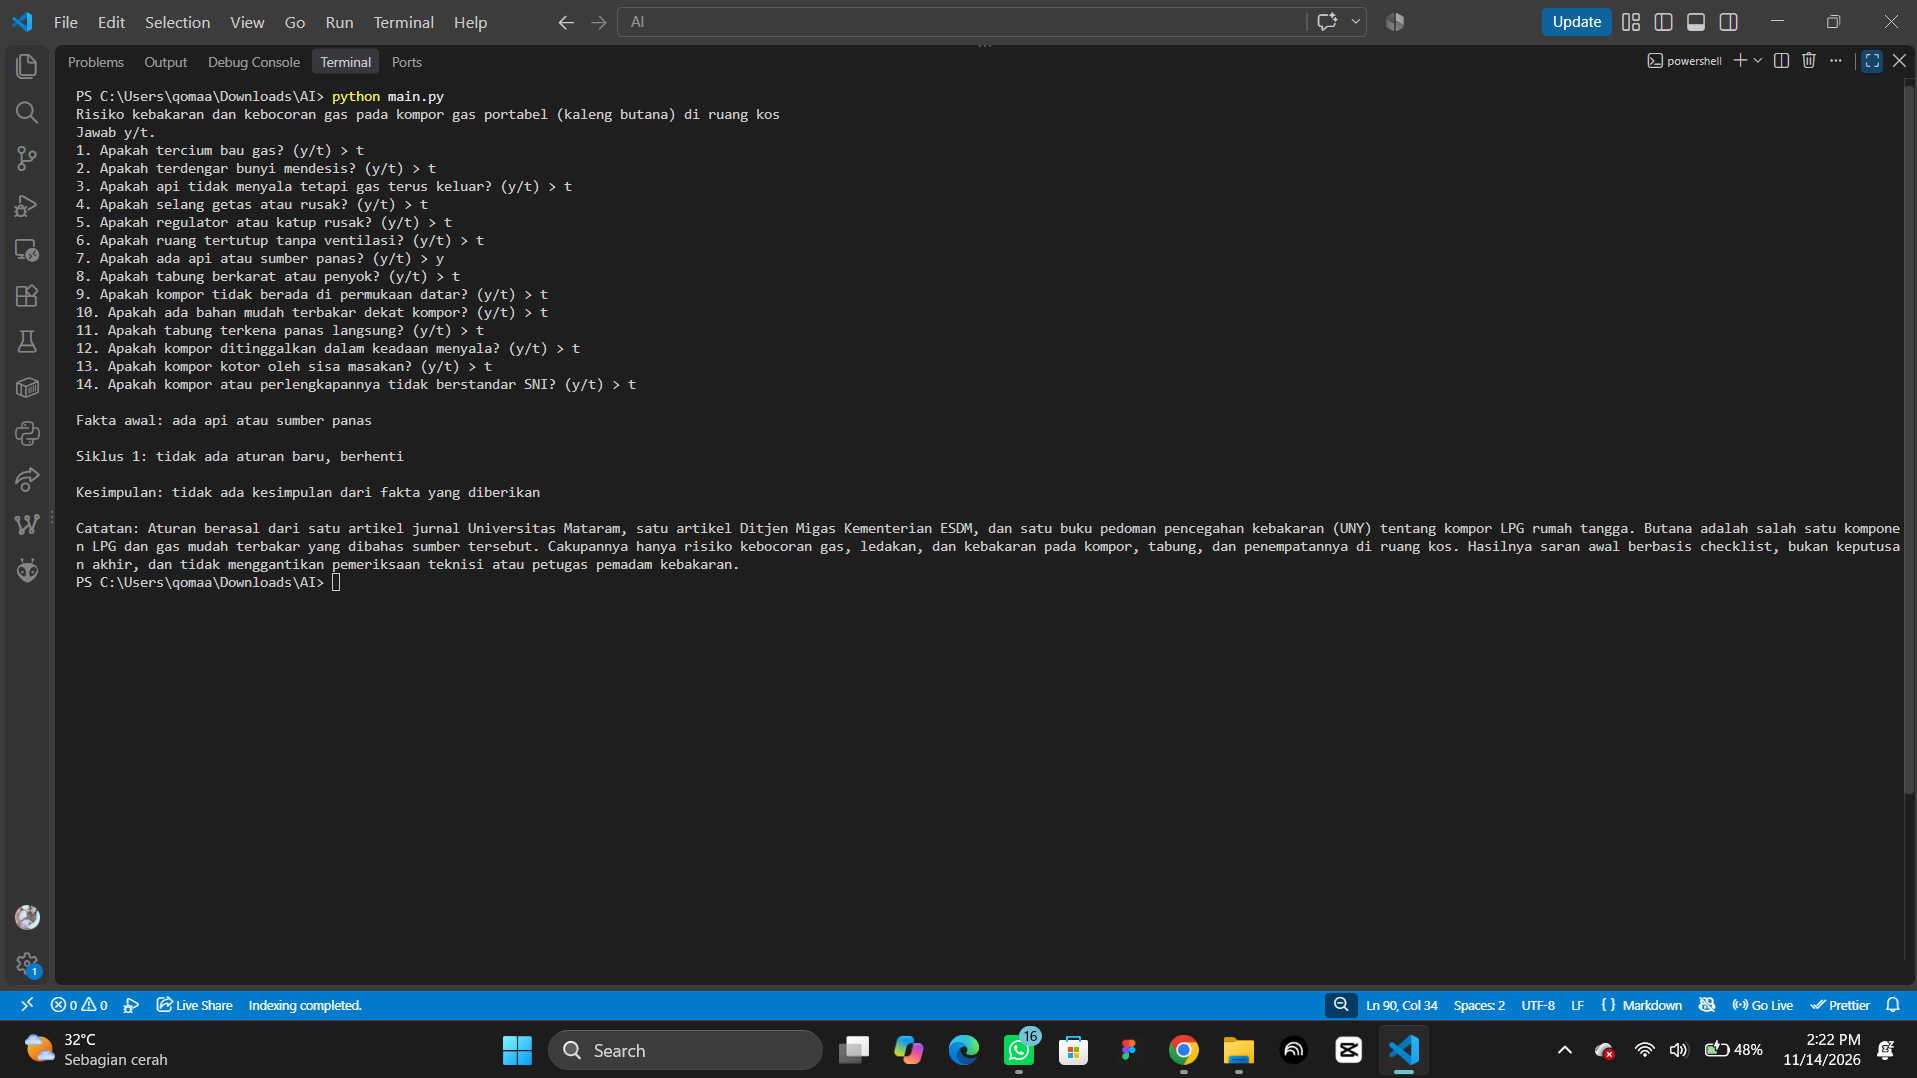 File Edit Selection View Go Run Terminal Help
AI
Update
Problems Output Debug Console Terminal Ports
powershell
PS C:\Users\qomaa\Downloads\AI> python main.py
Risiko kebakaran dan kebocoran gas pada kompor gas portabel (kaleng butana) di ruang kos
Jawab y/t.
1. Apakah tercium bau gas? (y/t) > t
2. Apakah terdengar bunyi mendesis? (y/t) > t
3. Apakah api tidak menyala tetapi gas terus keluar? (y/t) > t
4. Apakah selang getas atau rusak? (y/t) > t
5. Apakah regulator atau katup rusak? (y/t) > t
6. Apakah ruang tertutup tanpa ventilasi? (y/t) > t
7. Apakah ada api atau sumber panas? (y/t) > y
8. Apakah tabung berkarat atau penyok? (y/t) > t
9. Apakah kompor tidak berada di permukaan datar? (y/t) > t
10. Apakah ada bahan mudah terbakar dekat kompor? (y/t) > t
11. Apakah tabung terkena panas langsung? (y/t) > t
12. Apakah kompor ditinggalkan dalam keadaan menyala? (y/t) > t
13. Apakah kompor kotor oleh sisa masakan? (y/t) > t
14. Apakah kompor atau perlengkapannya tidak berstandar SNI? (y/t) > t
Fakta awal: ada api atau sumber panas
Siklus 1: tidak ada aturan baru, berhenti
Kesimpulan: tidak ada kesimpulan dari fakta yang diberikan
Catatan: Aturan berasal dari satu artikel jurnal Universitas Mataram, satu artikel Ditjen Migas Kementerian ESDM, dan satu buku pedoman pencegahan kebakaran (UNY) tentang kompor LPG rumah tangga. Butana adalah salah satu kompone
n LPG dan gas mudah terbakar yang dibahas sumber tersebut. Cakupannya hanya risiko kebocoran gas, ledakan, dan kebakaran pada kompor, tabung, dan penempatannya di ruang kos. Hasilnya saran awal berbasis checklist, bukan keputusa
n akhir, dan tidak menggantikan pemeriksaan teknisi atau petugas pemadam kebakaran.
PS C:\Users\qomaa\Downloads\AI>
1
0 0 Live Share Indexing completed.
Ln 90, Col 34 Spaces: 2 UTF-8 LF { } Markdown Go Live Prettier
32°C
Sebagian cerah
Search
16
48%
2:22 PM
11/14/2026